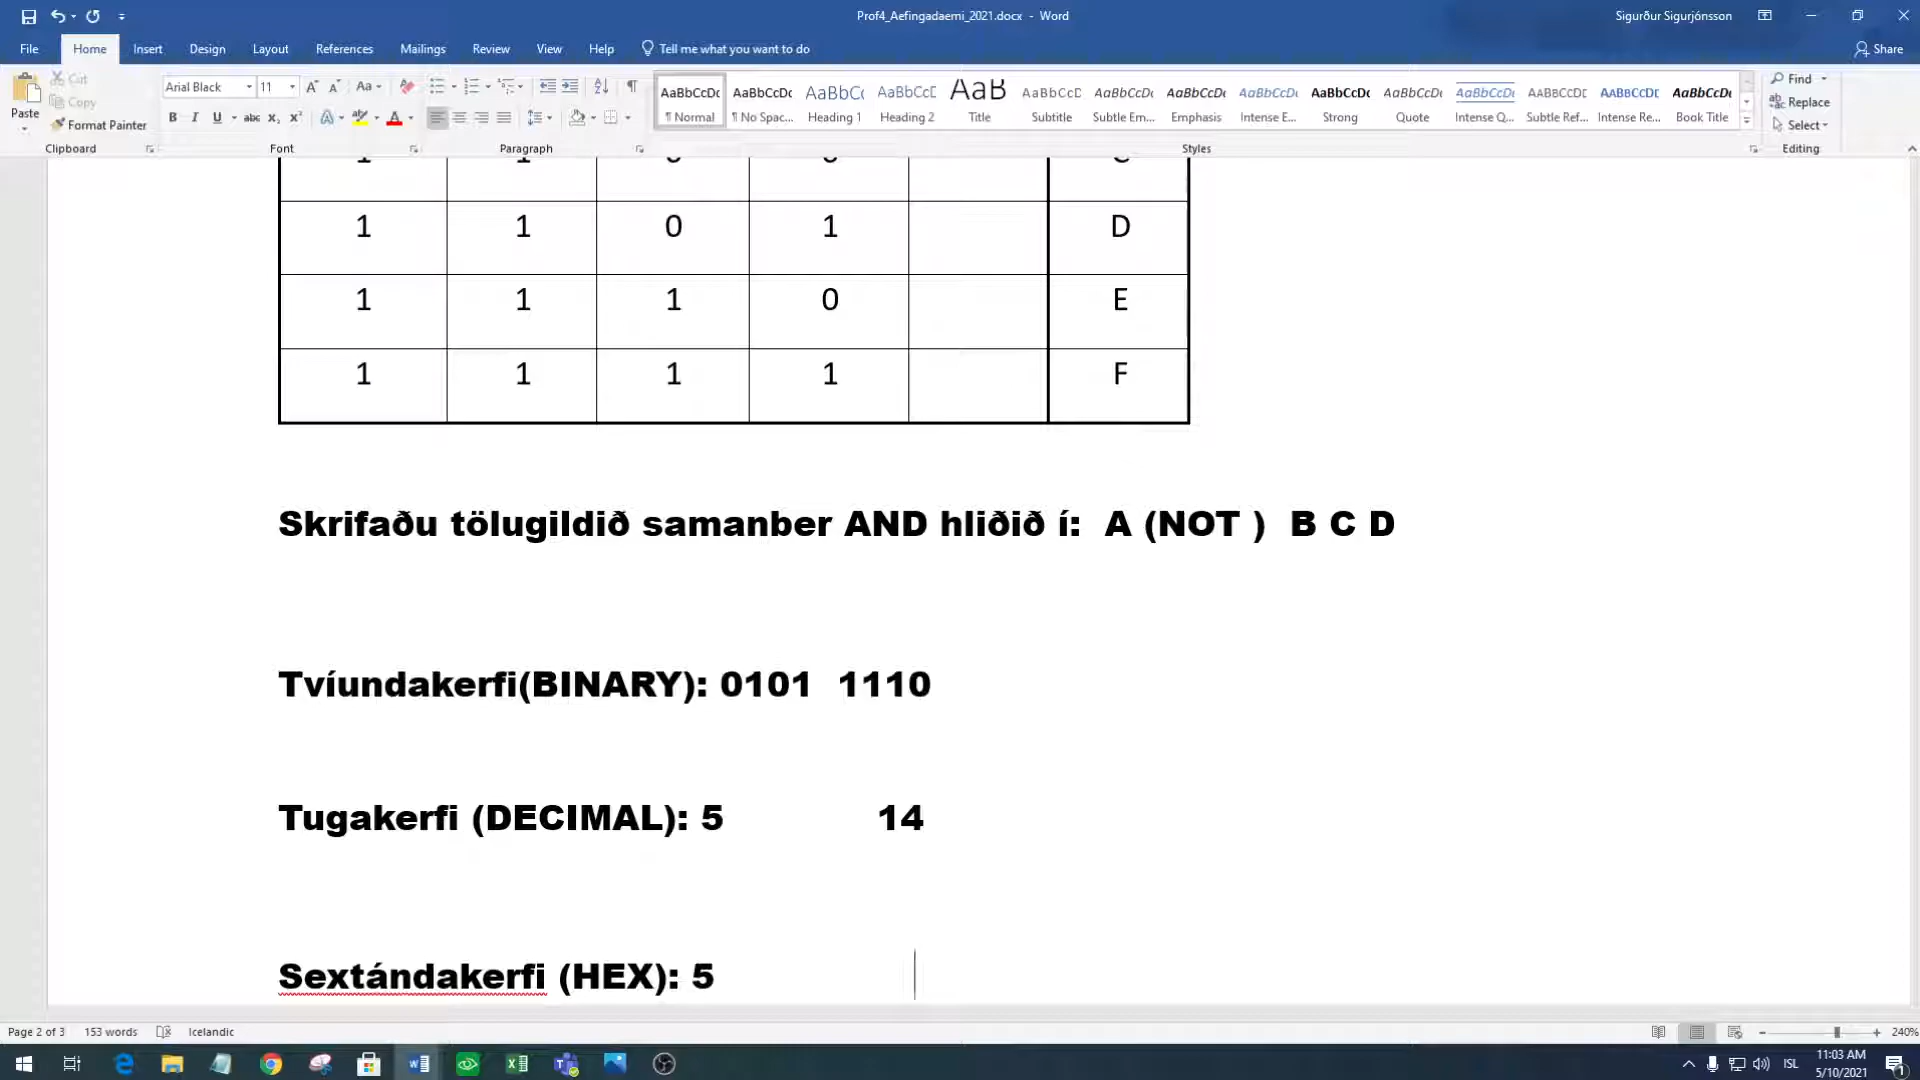 Prof4_Aefingadaemi_2021.docx - Word
Sigurður Sigurjónsson
File Home Insert Design Layout References Mailings Review View Help Tell me what you want to do Share
Paste Cut Copy Format Painter
Arial Black 11
AaBbCcDc AaBbCcDc AaBbCc AaBbCcD AaB AaBbCcD AaBbCcDc AaBbCcDc AaBbCcDc AaBbCcDc AaBbCcDc AaBbCcDc AABBCCDD AABBCCDD AaBbCcDc
¶ Normal ¶ No Spac... Heading 1 Heading 2 Title Subtitle Subtle Em... Emphasis Intense E... Strong Quote Intense Q... Subtle Ref... Intense Re... Book Title
Find Replace Select
Clipboard Font Paragraph Styles Editing
1 1 0 1 D
1 1 1 0 E
1 1 1 1 F
Skrifaðu tölugildið samanber AND hliðið í: A (NOT ) B C D
Tvíundakerfi(BINARY): 0101 1110
Tugakerfi (DECIMAL): 5 14
Sextándakerfi (HEX): 5
Page 2 of 3 153 words Icelandic 240%
ISL 11:03 AM
5/10/2021